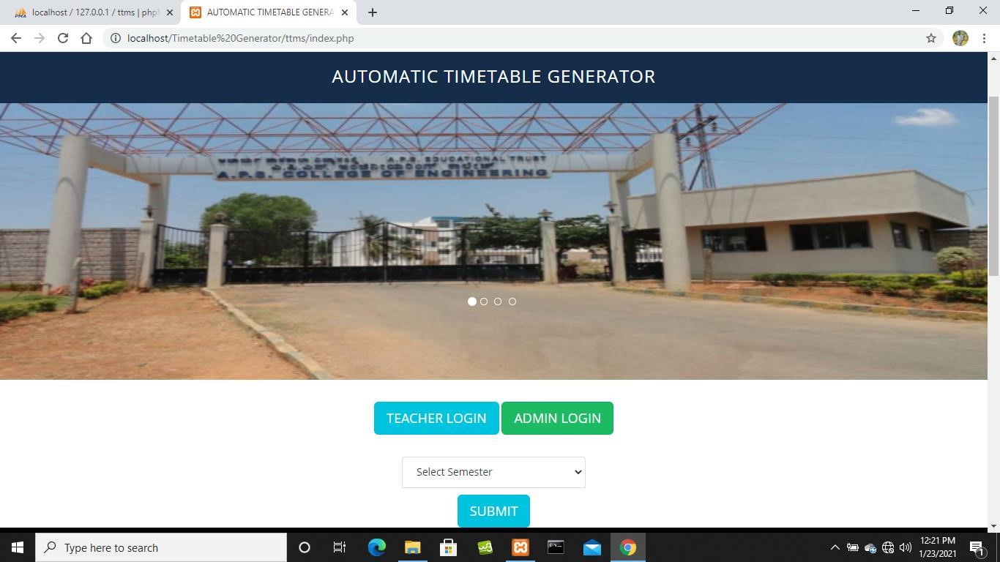 localhost / 127.0.0.1 / ttms | php
AUTOMATIC TIMETABLE GENERA
localhost/Timetable%20Generator/ttms/index.php
AUTOMATIC TIMETABLE GENERATOR
A.P.S. EDUCATIONAL TRUST
A.P.S. COLLEGE OF ENGINEERING
TEACHER LOGIN
ADMIN LOGIN
Select Semester
SUBMIT
Type here to search
12:21 PM
1/23/2021
1